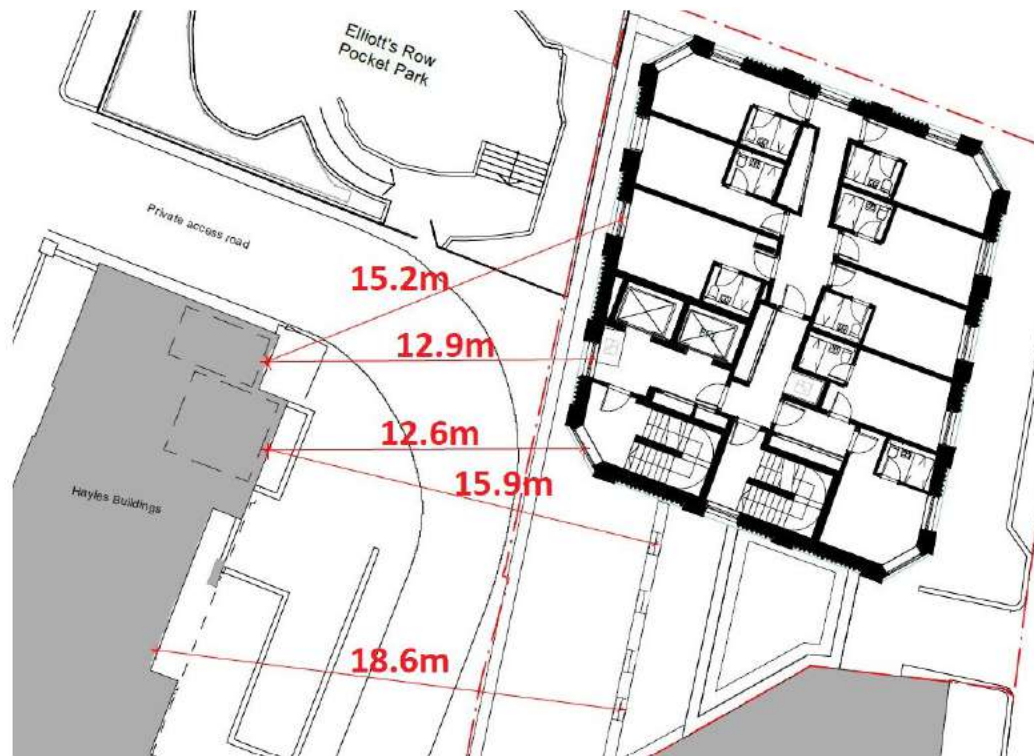 Elliott's Row
Pocket Park
Private access road
15.2m
12.9m
12.6m
15.9m
Hayles Buildings
18.6m